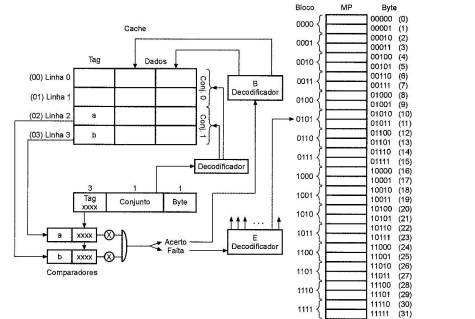 Cache
Tag Dados
(00) Linha 0
(01) Linha 1
(02) Linha 2 a
(03) Linha 3 b
Conj. 0
Conj. 1
B
Decodificador
Decodificador
3 1 1
Tag
xxxx Conjunto Byte
a xxxx X
b xxxx X
Comparadores
Acerto
Falta
E
Decodificador
Bloco MP Byte
0000 00000 (0)
00001 (1)
0001 00010 (2)
00011 (3)
0010 00100 (4)
00101 (5)
0011 00110 (6)
00111 (7)
0100 01000 (8)
01001 (9)
0101 01010 (10)
01011 (11)
0110 01100 (12)
01101 (13)
0111 01110 (14)
01111 (15)
1000 10000 (16)
10001 (17)
1001 10010 (18)
10011 (19)
1010 10100 (20)
10101 (21)
1011 10110 (22)
10111 (23)
1100 11000 (24)
11001 (25)
1101 11010 (26)
11011 (27)
1110 11100 (28)
11101 (29)
1111 11110 (30)
11111 (31)